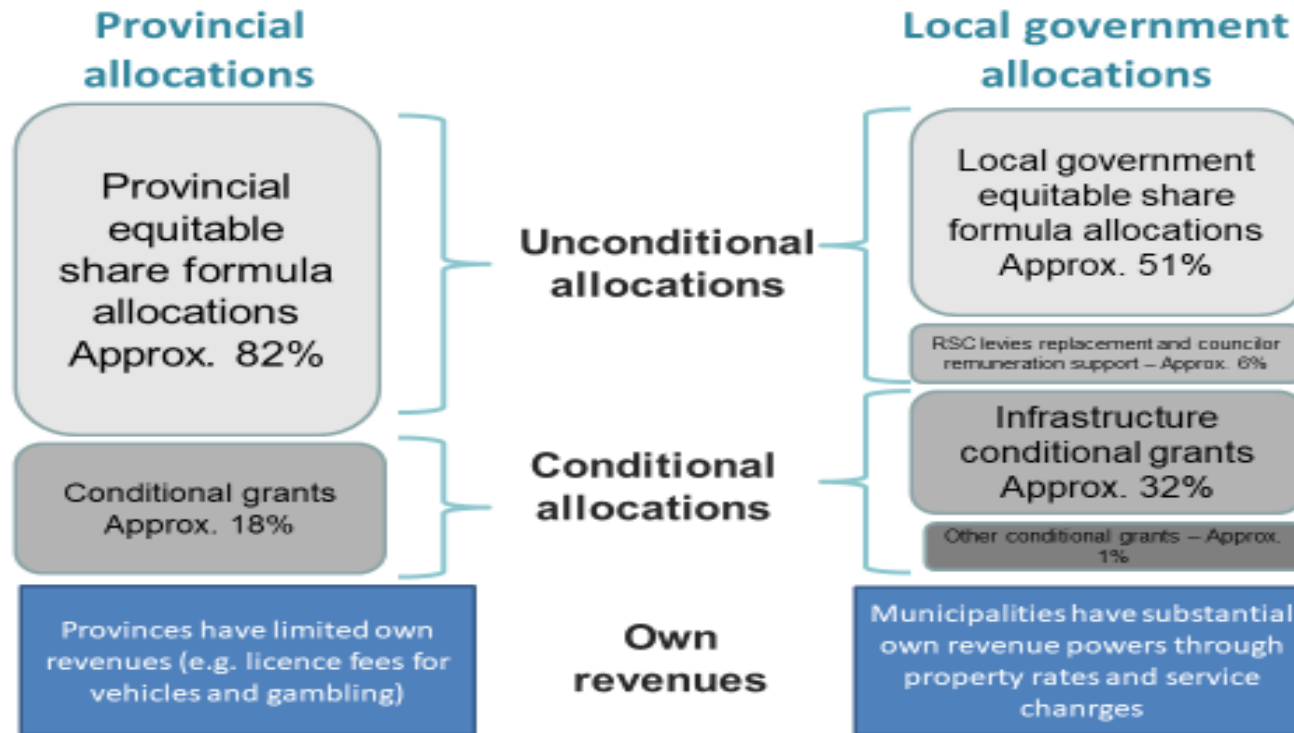 Provincial
allocations
Provincial
equitable
share formula
allocations
Approx. 82%
Conditional grants
Approx. 18%
Provinces have limited own
revenues (e.g. licence fees for
vehicles and gambling)
Unconditional
allocations
Conditional
allocations
Own
revenues
Local government
allocations
Local government
equitable share
formula allocations
Approx. 51%
RSC levies replacement and councilor
remuneration support – Approx. 6%
Infrastructure
conditional grants
Approx. 32%
Other conditional grants – Approx.
1%
Municipalities have substantial
own revenue powers through
property rates and service
chanrges